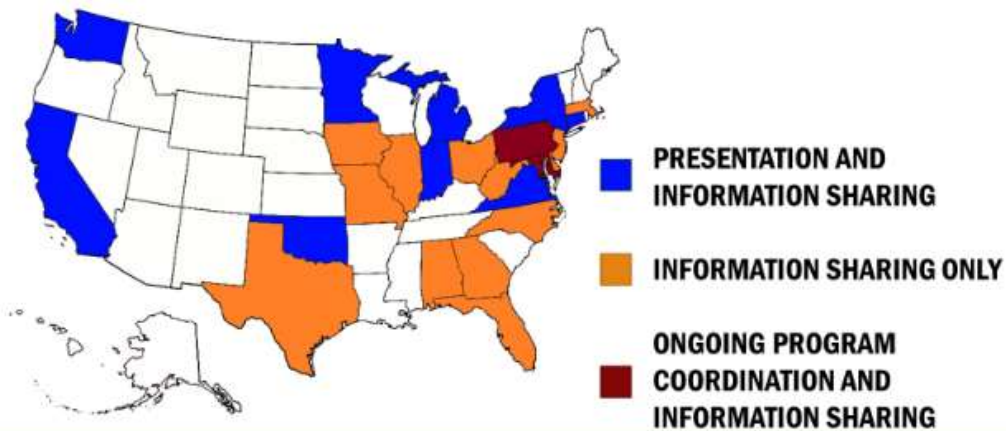 PRESENTATION AND
INFORMATION SHARING
INFORMATION SHARING ONLY
ONGOING PROGRAM
COORDINATION AND
INFORMATION SHARING